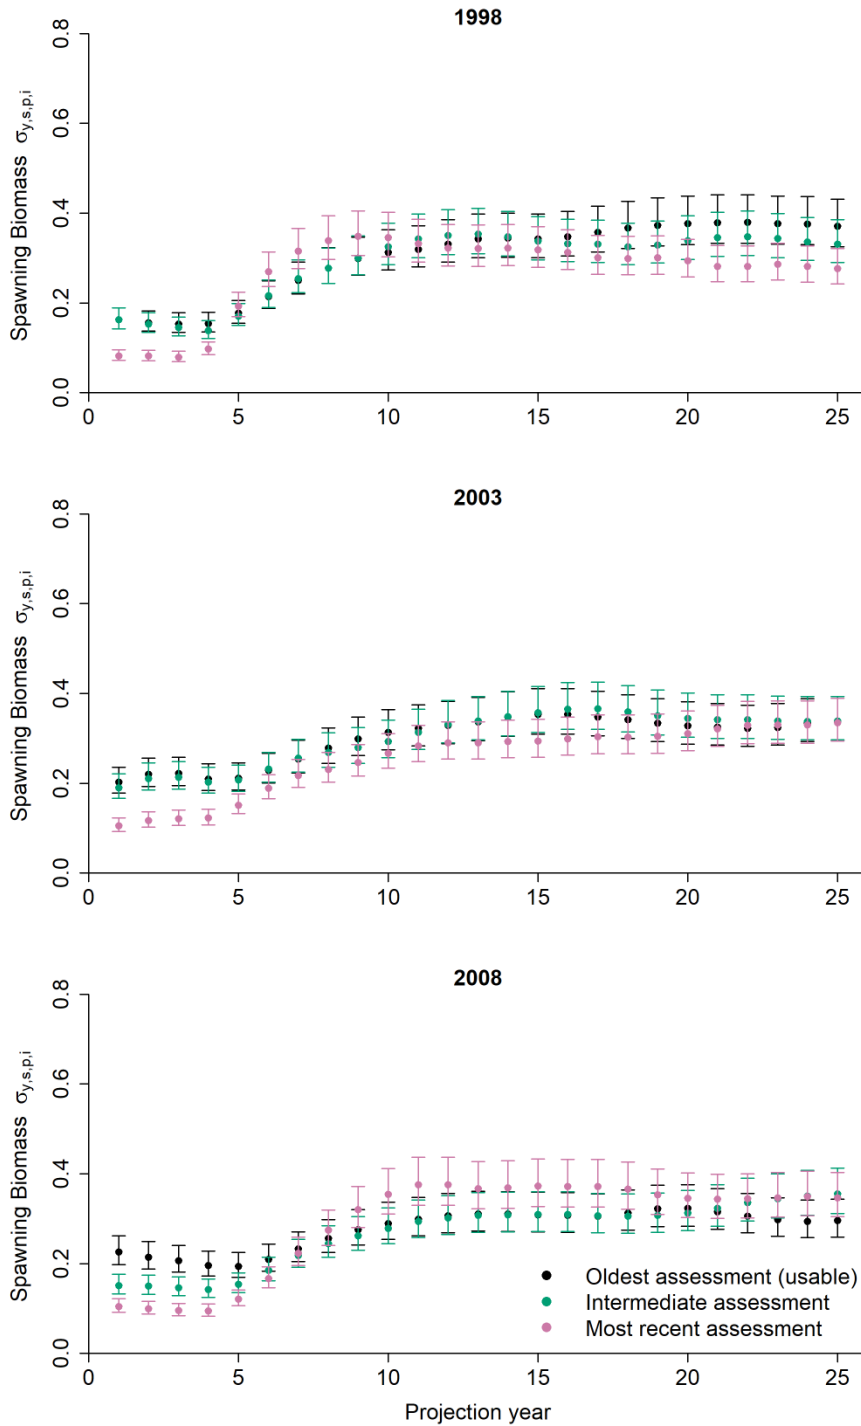 1998
Spawning Biomass σy,s,p,i
0.8
0.6
0.4
0.2
0.0
0 5 10 15 20 25
2003
Spawning Biomass σy,s,p,i
0.8
0.6
0.4
0.2
0.0
0 5 10 15 20 25
2008
Spawning Biomass σy,s,p,i
0.8
0.6
0.4
0.2
0.0
Oldest assessment (usable)
Intermediate assessment
Most recent assessment
0 5 10 15 20 25
Projection year